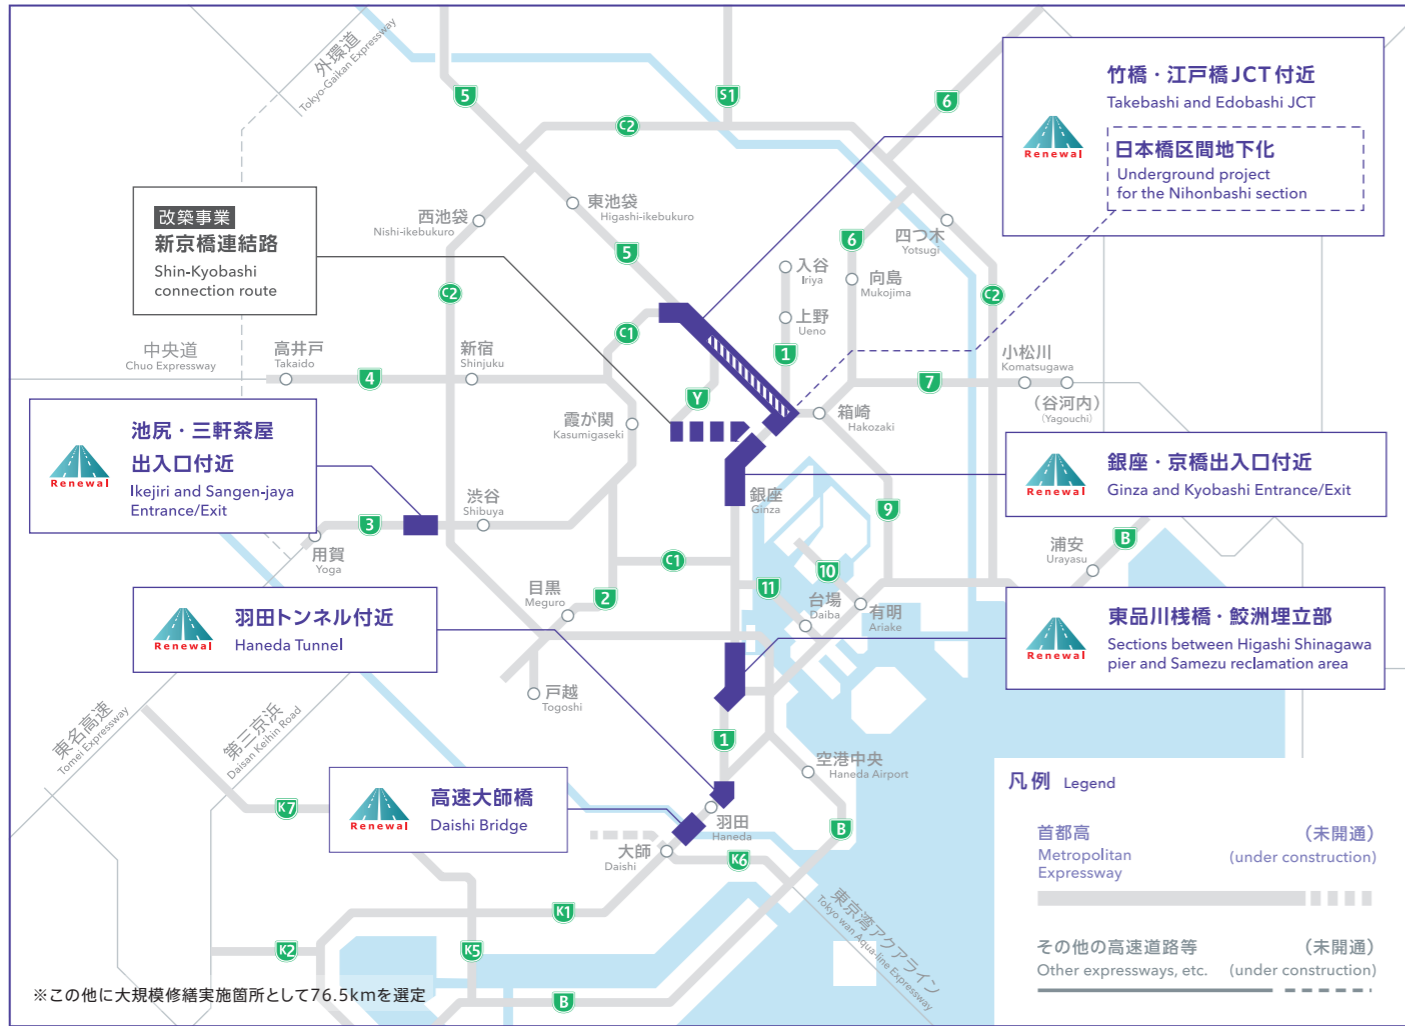 外環道
Tokyo-Gaikan Expressway
5
S1
6
C2
竹橋・江戸橋JCT付近
Takebashi and Edobashi JCT
Renewal
日本橋区間地下化
Underground project
for the Nihonbashi section
改築事業
新京橋連結路
Shin-Kyobashi
connection route
西池袋
Nishi-ikebukuro
東池袋
Higashi-ikebukuro
5
四つ木
Yotsugi
6
入谷
Iriya
向島
Mukojima
C2
C2
上野
Ueno
C1
1
中央道
Chuo Expressway
高井戸
Takaido
4
新宿
Shinjuku
小松川
Komatsugawa
7
Y
(谷河内)
(Yagouchi)
箱崎
Hakozaki
霞が関
Kasumigaseki
池尻・三軒茶屋
出入口付近
Ikejiri and Sangen-jaya
Entrance/Exit
Renewal
銀座・京橋出入口付近
Ginza and Kyobashi Entrance/Exit
Renewal
渋谷
Shibuya
3
銀座
Ginza
9
用賀
Yoga
浦安
Urayasu
B
C1
10
11
目黒
Meguro
2
台場
Daiba
有明
Ariake
羽田トンネル付近
Haneda Tunnel
Renewal
東品川桟橋・鮫洲埋立部
Sections between Higashi Shinagawa
pier and Samezu reclamation area
Renewal
戸越
Togoshi
東名高速
Tomei Expressway
第三京浜
Daisan Keihin Road
1
空港中央
Haneda Airport
高速大師橋
Daishi Bridge
Renewal
K7
羽田
Haneda
B
大師
Daishi
K6
東京湾アクアライン
Tokyo wan Aqua-line Expressway
K1
K2
K5
B
凡例 Legend
首都高 (未開通)
Metropolitan
Expressway
(under construction)
その他の高速道路等 (未開通)
Other expressways, etc. (under construction)
※この他に大規模修繕実施箇所として76.5kmを選定